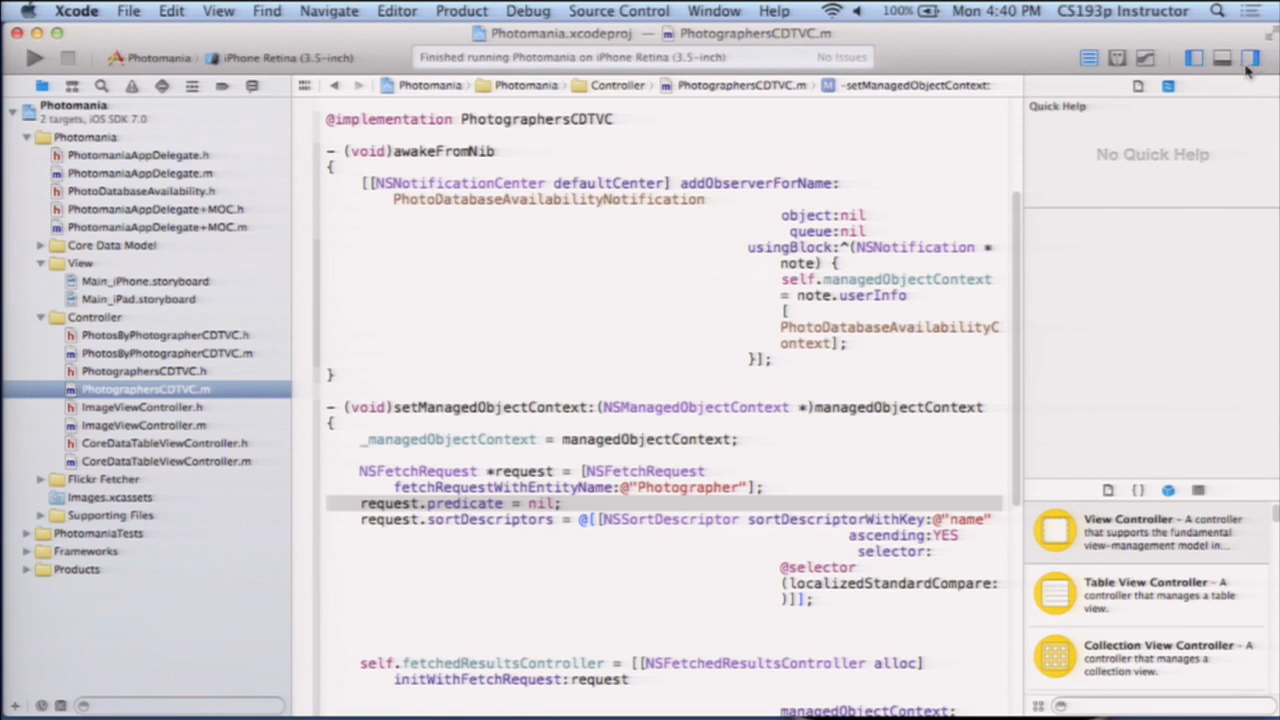 Xcode File Edit View Find Navigate Editor Product Debug Source Control Window Help 100% Mon 4:40 PM CS193p Instructor
Photomania.xcodeproj — PhotographersCDTVC.m
Photomania iPhone Retina (3.5-inch) Finished running Photomania on iPhone Retina (3.5-inch) No Issues
Photomania Photomania Controller PhotographersCDTVC.m M -setManagedObjectContext:
Photomania
2 targets, iOS SDK 7.0
Photomania
h PhotomaniaAppDelegate.h
m PhotomaniaAppDelegate.m
h PhotoDatabaseAvailability.h
h PhotomaniaAppDelegate+MOC.h
m PhotomaniaAppDelegate+MOC.m
Core Data Model
View
Main_iPhone.storyboard
Main_iPad.storyboard
Controller
h PhotosByPhotographerCDTVC.h
m PhotosByPhotographerCDTVC.m
h PhotographersCDTVC.h
m PhotographersCDTVC.m
h ImageViewController.h
m ImageViewController.m
h CoreDataTableViewController.h
m CoreDataTableViewController.m
Flickr Fetcher
Images.xcassets
Supporting Files
PhotomaniaTests
Frameworks
Products
@implementation PhotographersCDTVC
- (void)awakeFromNib
{
[[NSNotificationCenter defaultCenter] addObserverForName:
PhotoDatabaseAvailabilityNotification
object:nil
queue:nil
usingBlock:^(NSNotification *
note) {
self.managedObjectContext
= note.userInfo
[
PhotoDatabaseAvailabilityC
ontext];
}];
}
- (void)setManagedObjectContext:(NSManagedObjectContext *)managedObjectContext
{
_managedObjectContext = managedObjectContext;
NSFetchRequest *request = [NSFetchRequest
fetchRequestWithEntityName:@"Photographer"];
request.predicate = nil;
request.sortDescriptors = @[[NSSortDescriptor sortDescriptorWithKey:@"name"
ascending:YES
selector:
@selector
(localizedStandardCompare:
)]];
self.fetchedResultsController = [[NSFetchedResultsController alloc]
initWithFetchRequest:request
managedObjectContext:
Quick Help
No Quick Help
{}
View Controller - A controller
that supports the fundamental
view-management model in...
Table View Controller - A
controller that manages a table
view.
Collection View Controller - A
controller that manages a
collection view.